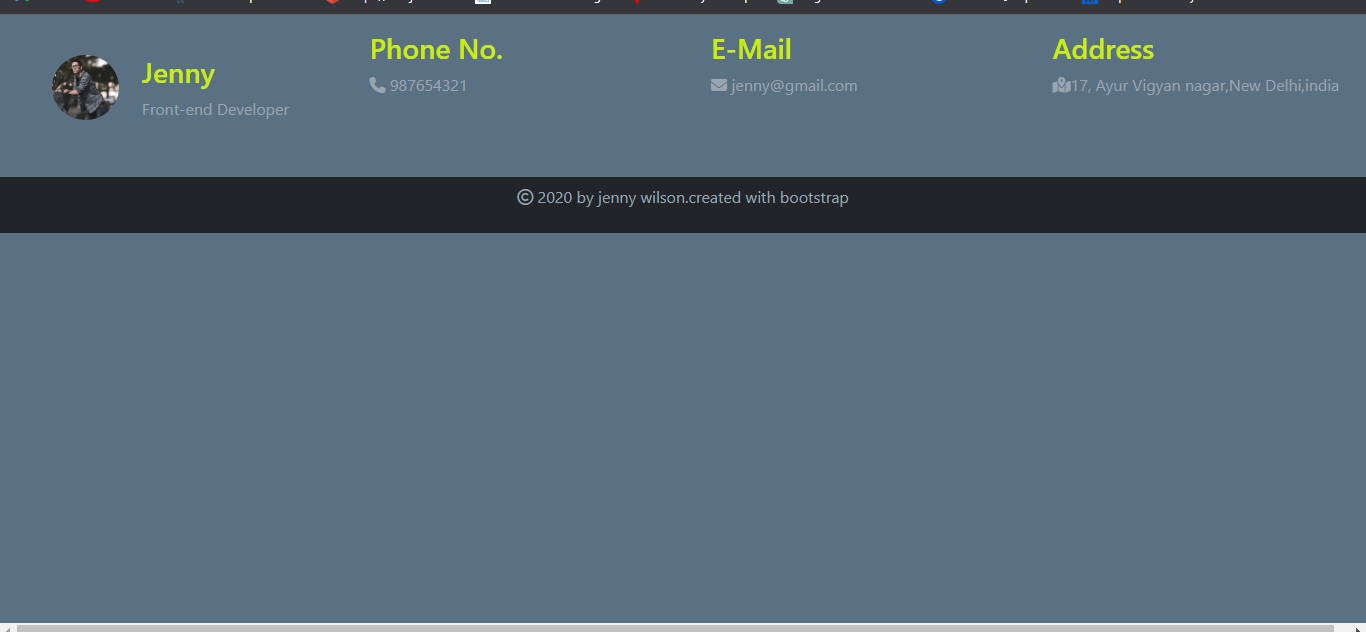 Jenny
Front-end Developer
Phone No.
987654321
E-Mail
jenny@gmail.com
Address
17, Ayur Vigyan nagar,New Delhi,india
© 2020 by jenny wilson.created with bootstrap